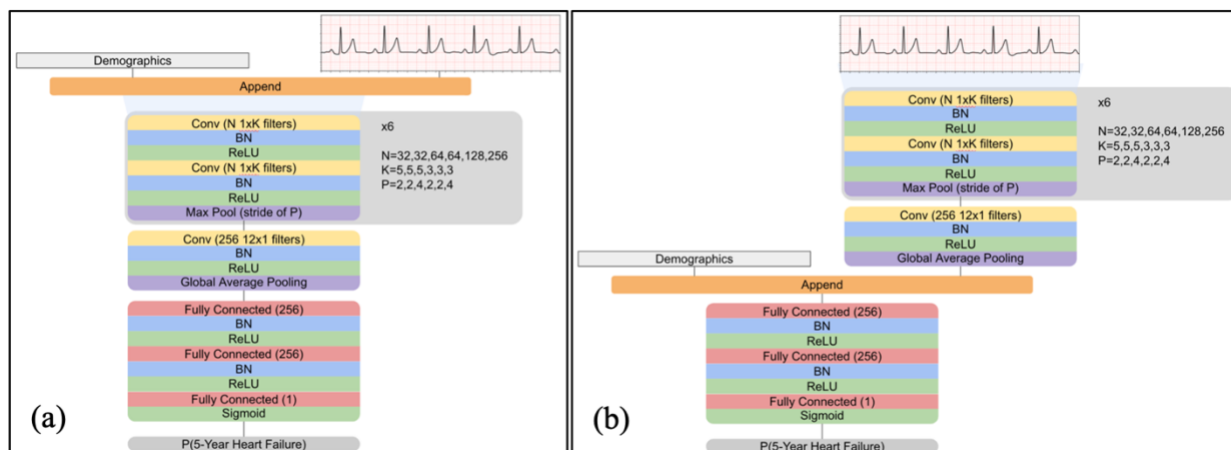 Demographics
Append
Conv (N 1xK filters)
BN
ReLU
Conv (N 1xK filters)
BN
ReLU
Max Pool (stride of P)
x6
N=32,32,64,64,128,256
K=5,5,5,3,3,3
P=2,2,4,2,2,4
Conv (256 12x1 filters)
BN
ReLU
Global Average Pooling
Fully Connected (256)
BN
ReLU
Fully Connected (256)
BN
ReLU
Fully Connected (1)
Sigmoid
P(5-Year Heart Failure)
(a)
Conv (N 1xK filters)
BN
ReLU
Conv (N 1xK filters)
BN
ReLU
Max Pool (stride of P)
x6
N=32,32,64,64,128,256
K=5,5,5,3,3,3
P=2,2,4,2,2,4
Conv (256 12x1 filters)
BN
ReLU
Global Average Pooling
Demographics
Append
Fully Connected (256)
BN
ReLU
Fully Connected (256)
BN
ReLU
Fully Connected (1)
Sigmoid
P(5-Year Heart Failure)
(b)